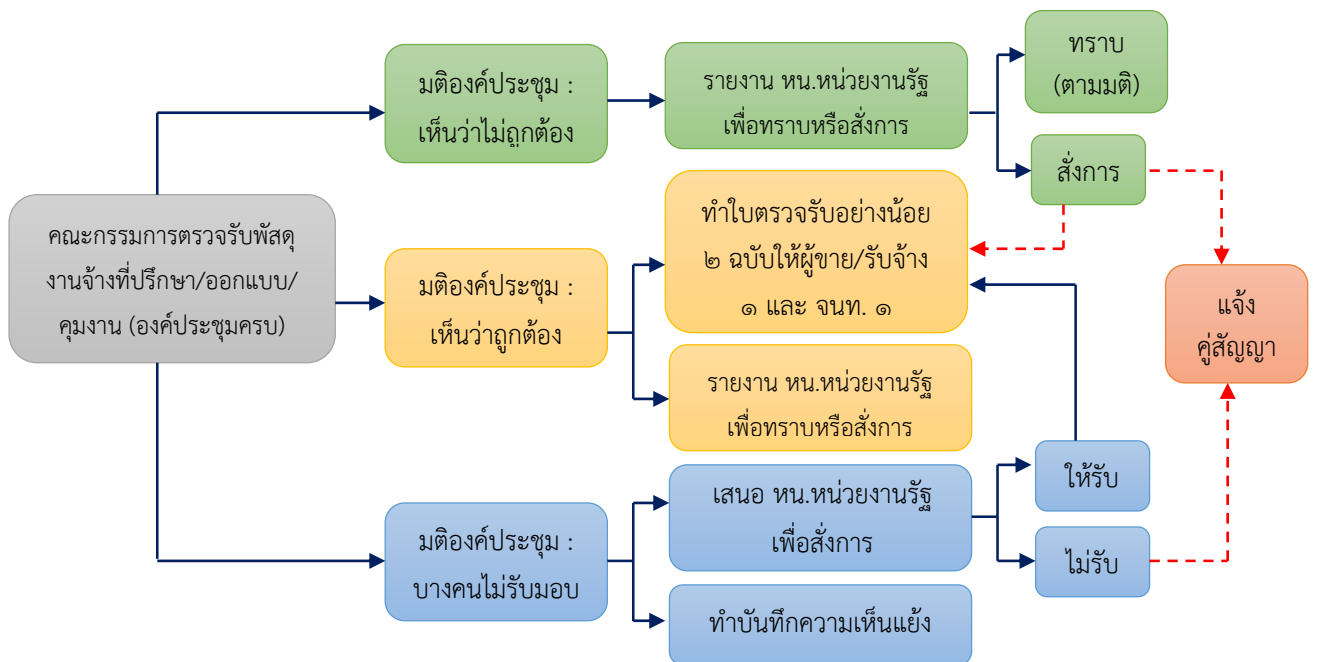 คณะกรรมการตรวจรับพัสดุ
งานจ้างที่ปรึกษา/ออกแบบ/
คุมงาน (องค์ประชุมครบ)
มติองค์ประชุม :
เห็นว่าไม่ถูกต้อง
รายงาน หน.หน่วยงานรัฐ
เพื่อทราบหรือสั่งการ
ทราบ
(ตามมติ)
สั่งการ
มติองค์ประชุม :
เห็นว่าถูกต้อง
ทำใบตรวจรับอย่างน้อย
๒ ฉบับให้ผู้ขาย/รับจ้าง
๑ และ จนท. ๑
รายงาน หน.หน่วยงานรัฐ
เพื่อทราบหรือสั่งการ
แจ้ง
คู่สัญญา
มติองค์ประชุม :
บางคนไม่รับมอบ
เสนอ หน.หน่วยงานรัฐ
เพื่อสั่งการ
ให้รับ
ไม่รับ
ทำบันทึกความเห็นแย้ง